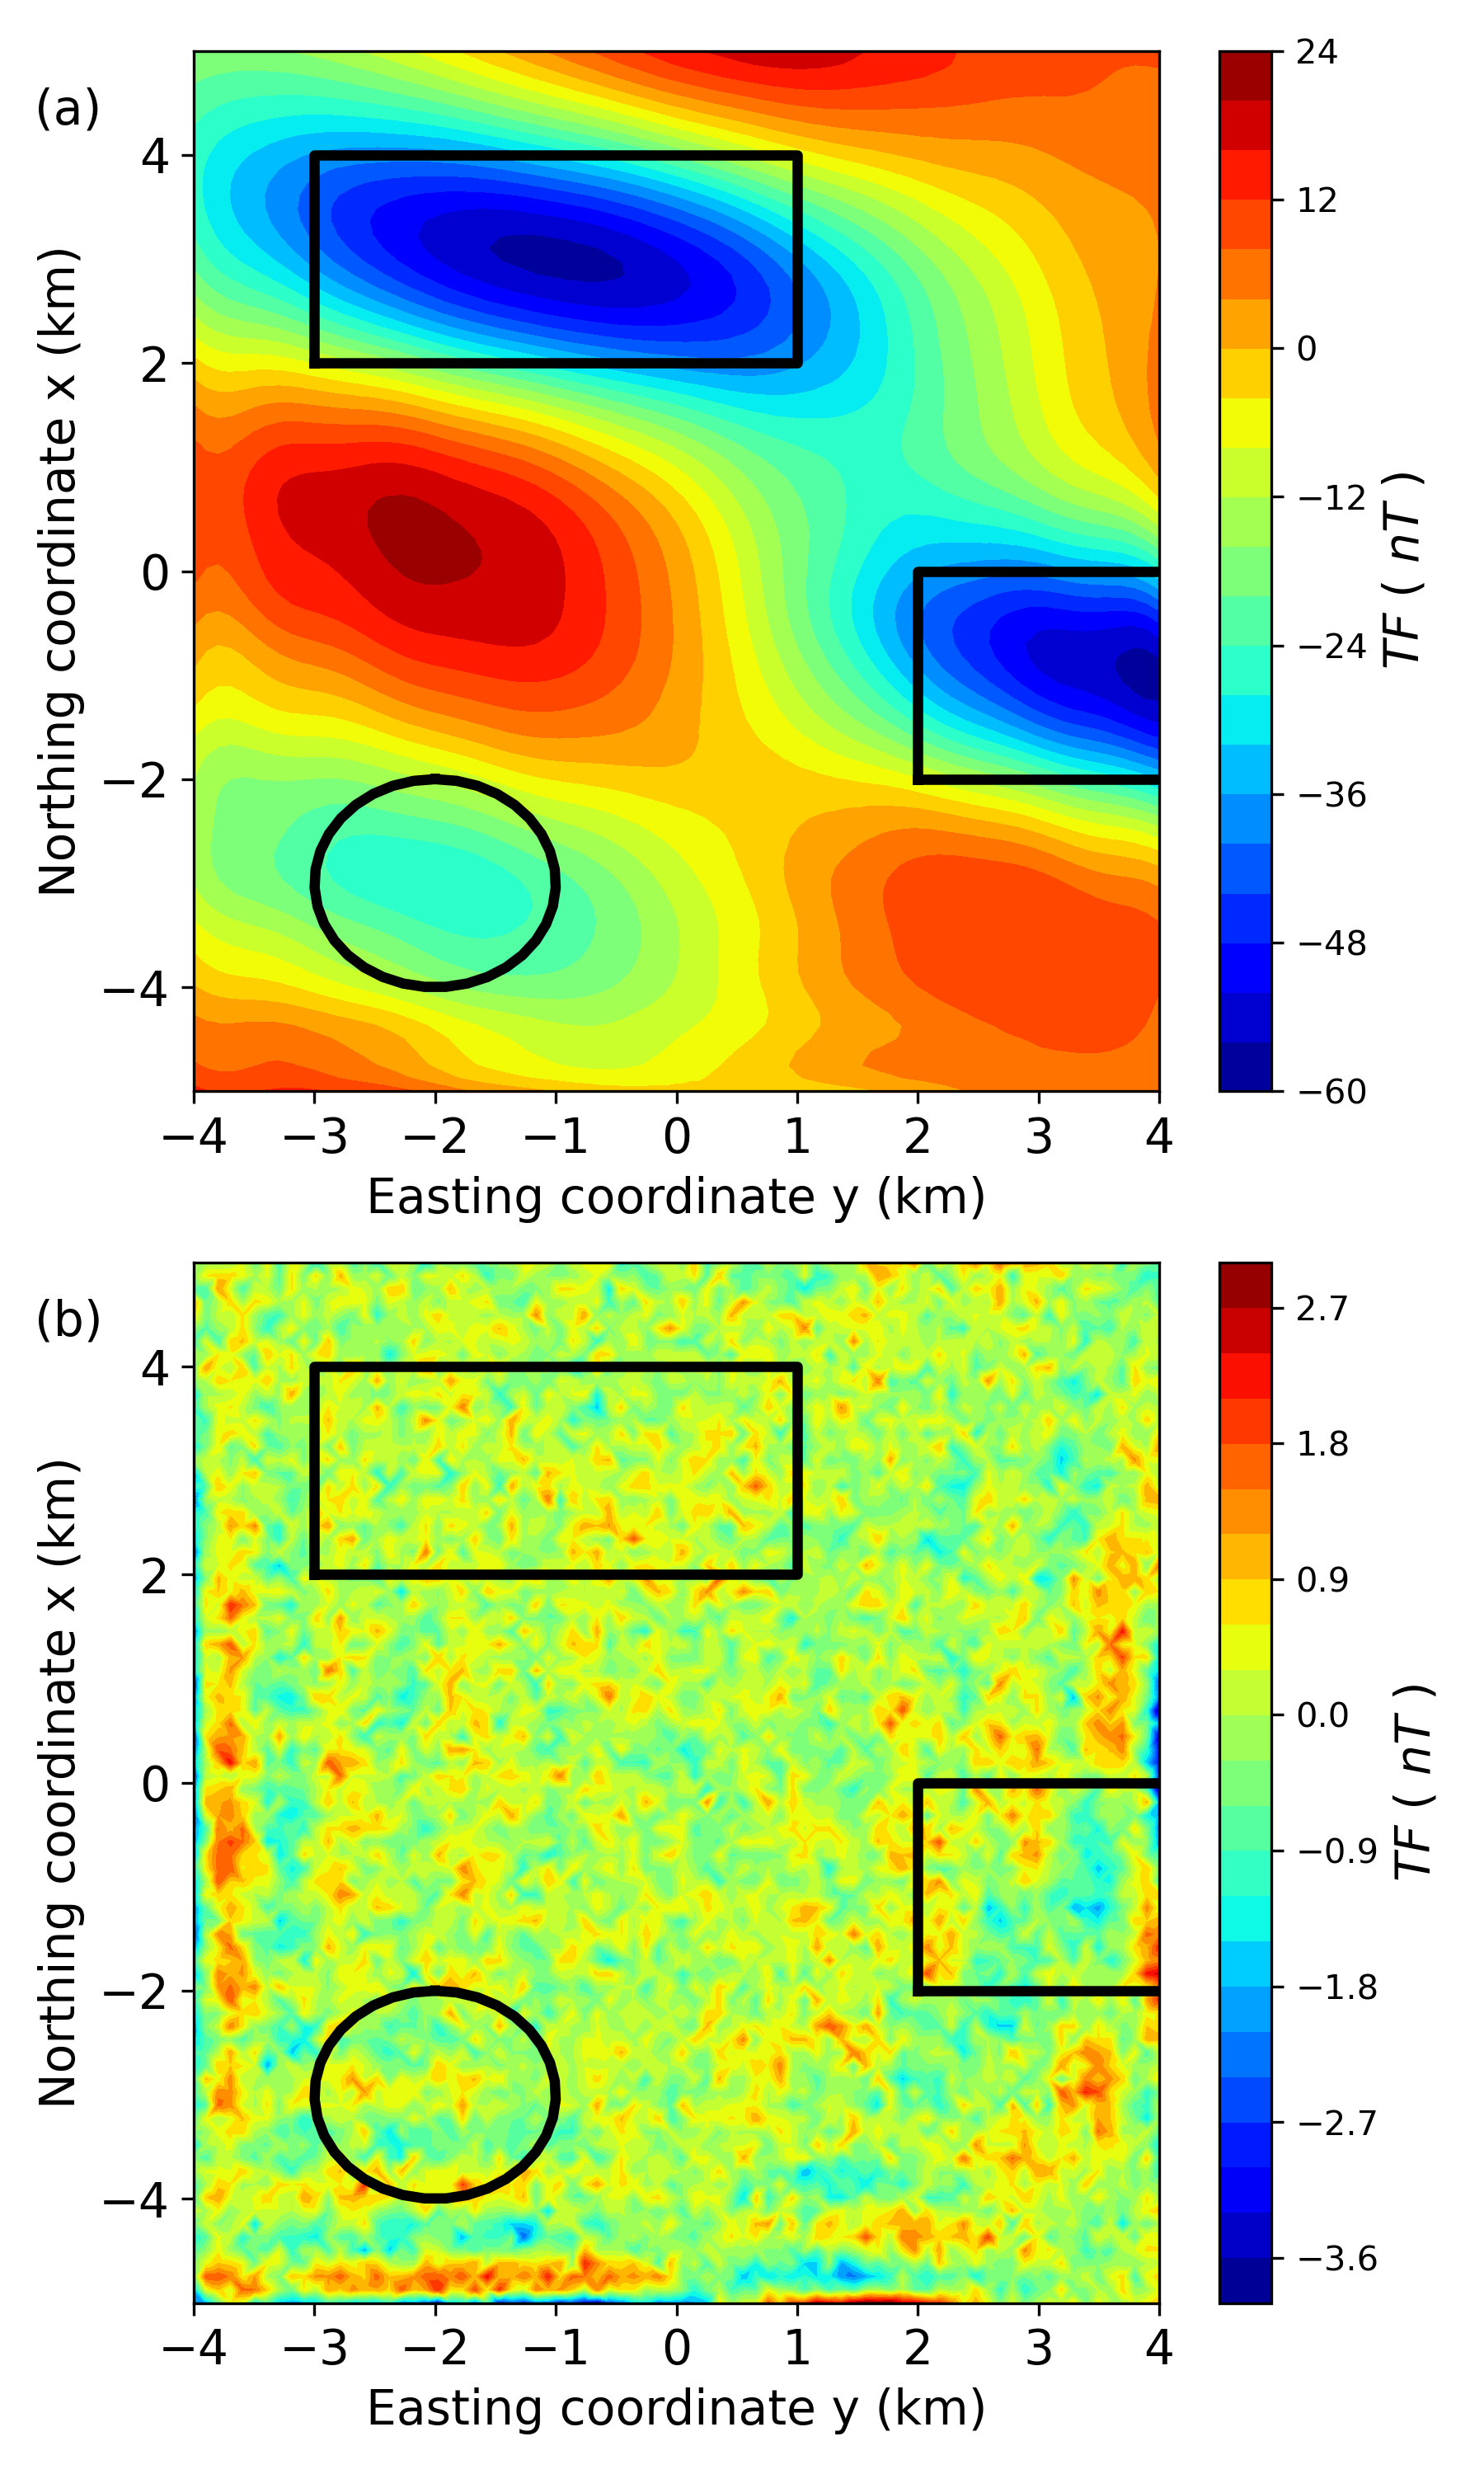 (a)
Northing coordinate x (km)
4
2
0
−2
−4
−4 −3 −2 −1 0 1 2 3 4
Easting coordinate y (km)
24
12
0
−12
−24
−36
−48
−60
TF ( nT )
(b)
Northing coordinate x (km)
4
2
0
−2
−4
−4 −3 −2 −1 0 1 2 3 4
Easting coordinate y (km)
2.7
1.8
0.9
0.0
−0.9
−1.8
−2.7
−3.6
TF ( nT )